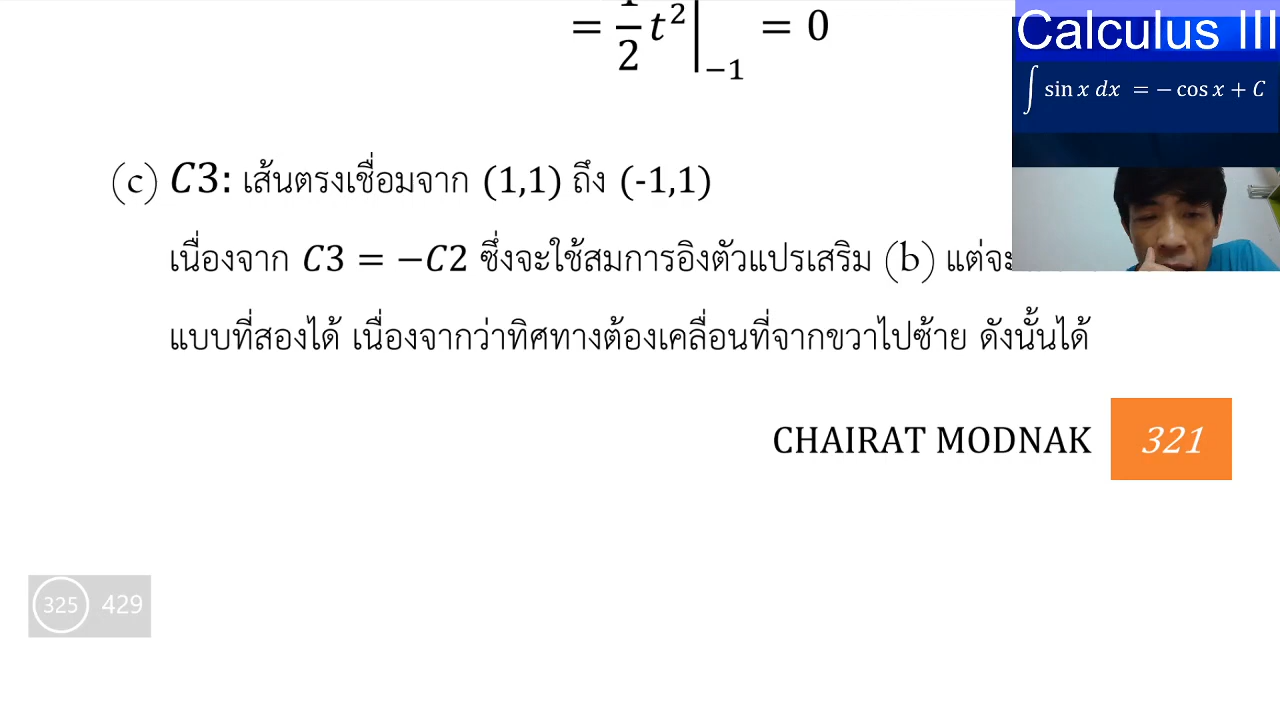 = 1/2 t² |₋₁ = 0
Calculus III
∫ sin x dx = − cos x + C
(c) C3: เส้นตรงเชื่อมจาก (1,1) ถึง (-1,1)
เนื่องจาก C3 = −C2 ซึ่งจะใช้สมการอิงตัวแปรเสริม (b) แต่จะ
แบบที่สองได้ เนื่องจากว่าทิศทางต้องเคลื่อนที่จากขวาไปซ้าย ดังนั้นได้
CHAIRAT MODNAK 321
325 429